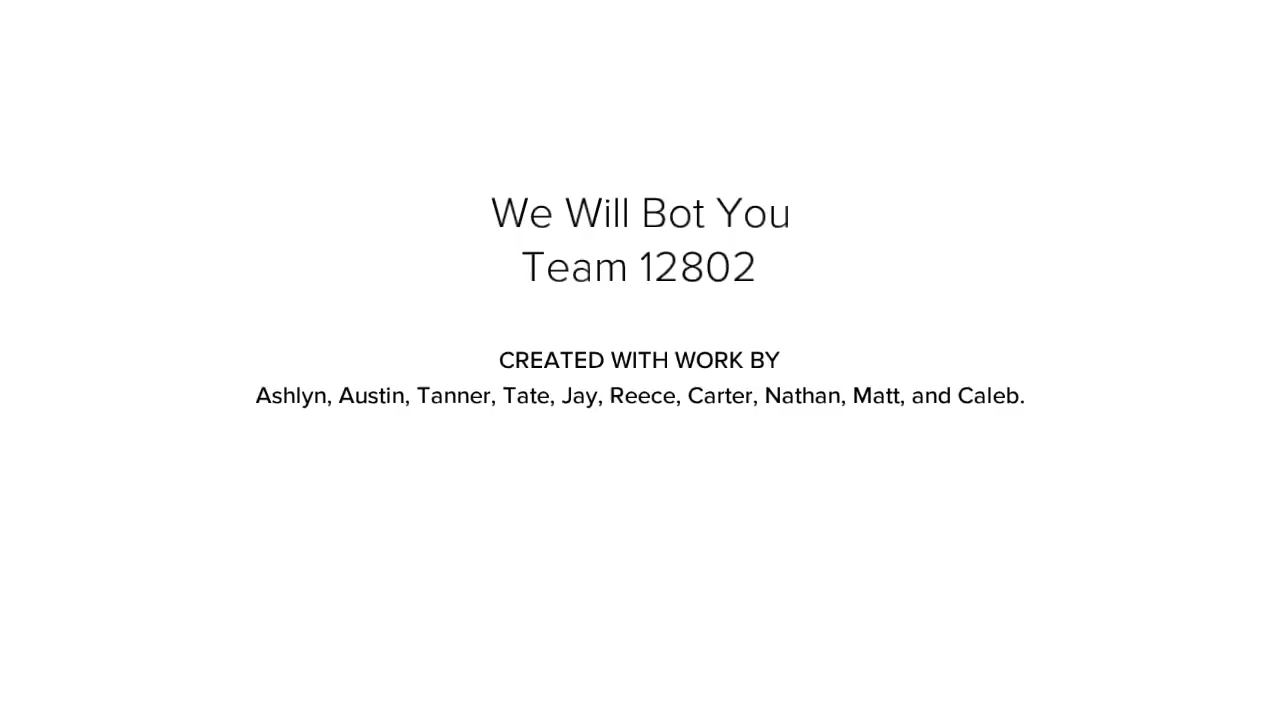 We Will Bot You
Team 12802
CREATED WITH WORK BY
Ashlyn, Austin, Tanner, Tate, Jay, Reece, Carter, Nathan, Matt, and Caleb.